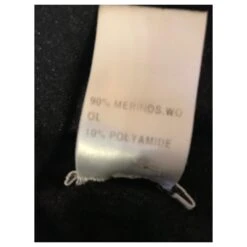 90% MERINOS.WO
OL
10% POLYAMIDE